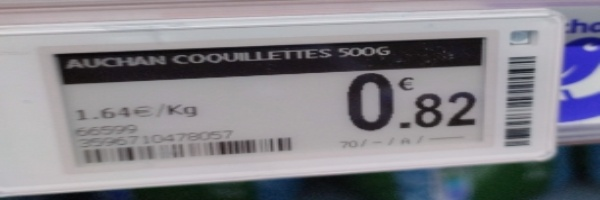 AUCHAN COQUILLETTES 500G
1.64€/Kg
0.82 €
66599
3596710478057
70/-/A/